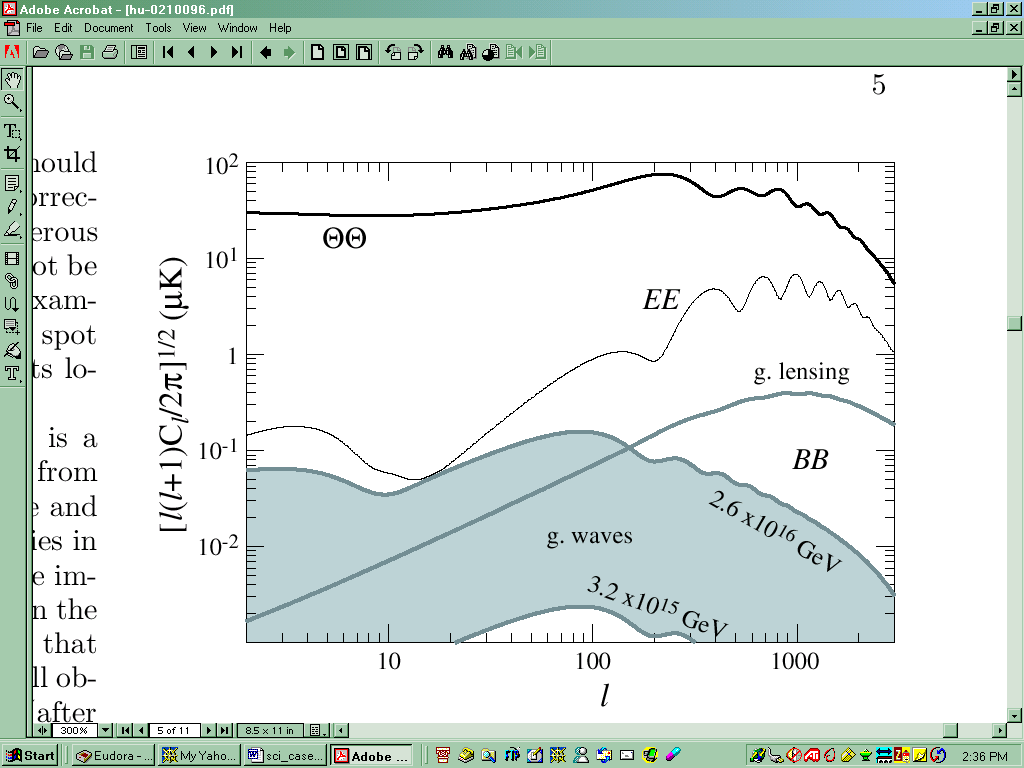 Adobe Acrobat - [hu-0210096.pdf]
File Edit Document Tools View Window Help
5
hould
orrec-
erous
ot be
xam-
spot
ts lo-
is a
from
e and
ies in
e im-
n the
that
ll ob-
(after
10²
10¹
1
10⁻¹
10⁻²
[l(l+1)Cₗ/2π]¹/² (μK)
ΘΘ
EE
g. lensing
BB
2.6 x10¹⁶ GeV
g. waves
3.2 x10¹⁵ GeV
10 100 1000
l
300% 5 of 11 8.5 x 11 in
Start Eudora - ... My Yaho... sci_case... Adobe ... 2:36 PM